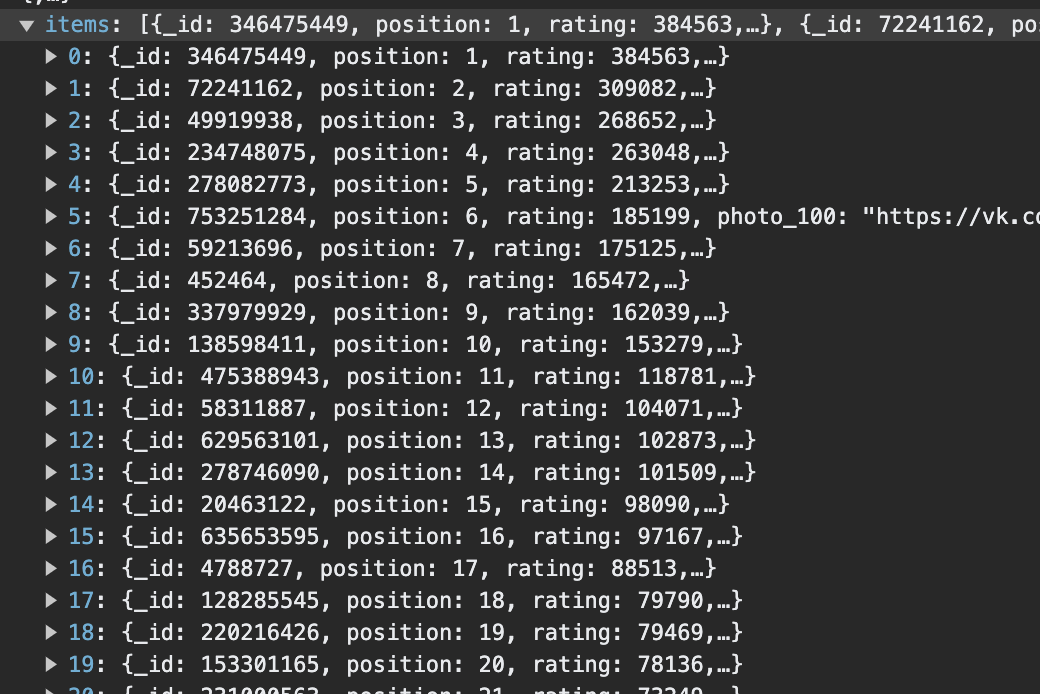 items: [{_id: 346475449, position: 1, rating: 384563,…}, {_id: 72241162, po
0: {_id: 346475449, position: 1, rating: 384563,…}
1: {_id: 72241162, position: 2, rating: 309082,…}
2: {_id: 49919938, position: 3, rating: 268652,…}
3: {_id: 234748075, position: 4, rating: 263048,…}
4: {_id: 278082773, position: 5, rating: 213253,…}
5: {_id: 753251284, position: 6, rating: 185199, photo_100: "https://vk.co
6: {_id: 59213696, position: 7, rating: 175125,…}
7: {_id: 452464, position: 8, rating: 165472,…}
8: {_id: 337979929, position: 9, rating: 162039,…}
9: {_id: 138598411, position: 10, rating: 153279,…}
10: {_id: 475388943, position: 11, rating: 118781,…}
11: {_id: 58311887, position: 12, rating: 104071,…}
12: {_id: 629563101, position: 13, rating: 102873,…}
13: {_id: 278746090, position: 14, rating: 101509,…}
14: {_id: 20463122, position: 15, rating: 98090,…}
15: {_id: 635653595, position: 16, rating: 97167,…}
16: {_id: 4788727, position: 17, rating: 88513,…}
17: {_id: 128285545, position: 18, rating: 79790,…}
18: {_id: 220216426, position: 19, rating: 79469,…}
19: {_id: 153301165, position: 20, rating: 78136,…}
20: {_id: position: 21, rating: